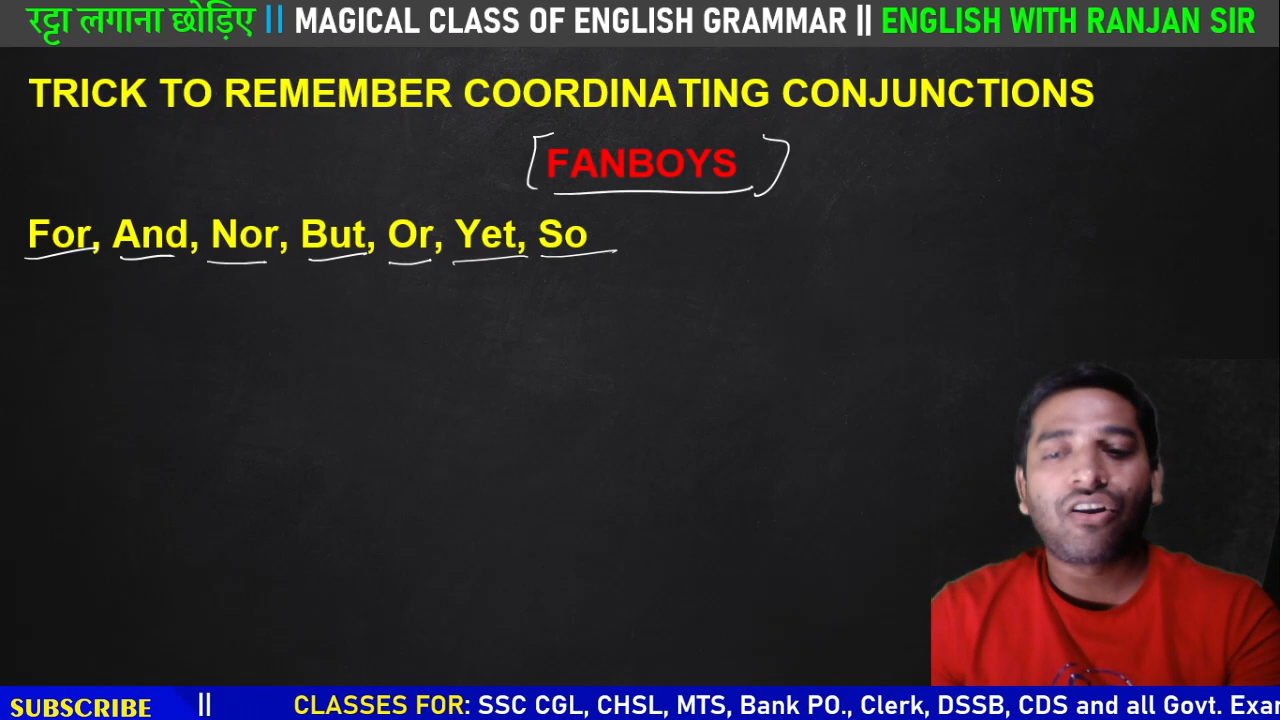 रट्टा लगाना छोड़िए || MAGICAL CLASS OF ENGLISH GRAMMAR || ENGLISH WITH RANJAN SIR
TRICK TO REMEMBER COORDINATING CONJUNCTIONS
FANBOYS
For, And, Nor, But, Or, Yet, So
SUBSCRIBE || CLASSES FOR: SSC CGL, CHSL, MTS, Bank PO., Clerk, DSSB, CDS and all Govt. Exa